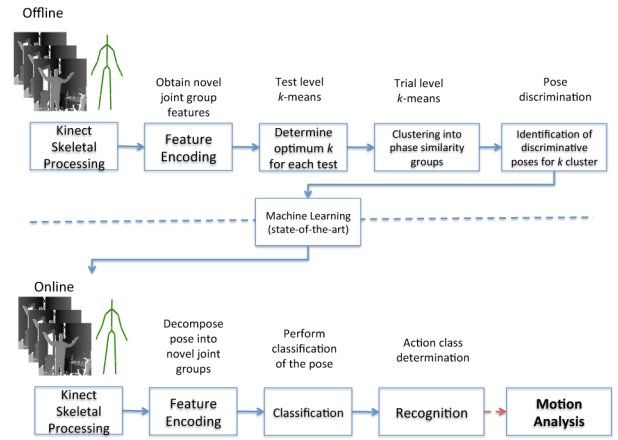 Offline
Obtain novel
joint group
features
Test level
k-means
Trial level
k-means
Pose
discrimination
Kinect
Skeletal
Processing
Feature
Encoding
Determine
optimum k
for each test
Clustering into
phase similarity
groups
Identification of
discriminative
poses for k cluster
Machine Learning
(state-of-the-art)
Online
Decompose
pose into
novel joint
groups
Perform
classification
of the pose
Action class
determination
Kinect
Skeletal
Processing
Feature
Encoding
Classification
Recognition
Motion
Analysis